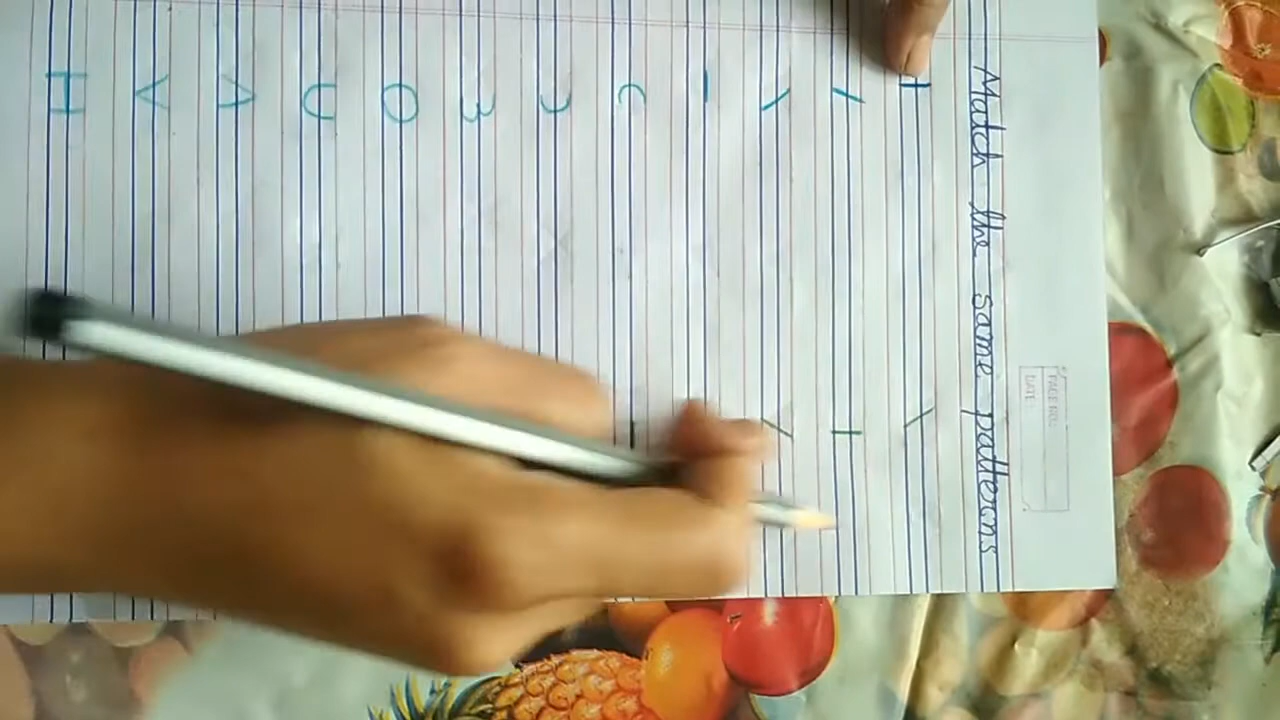 PAGE NO.:
DATE:
Match the same patterns
| \
/ |
\ /
—
O
U
V
H